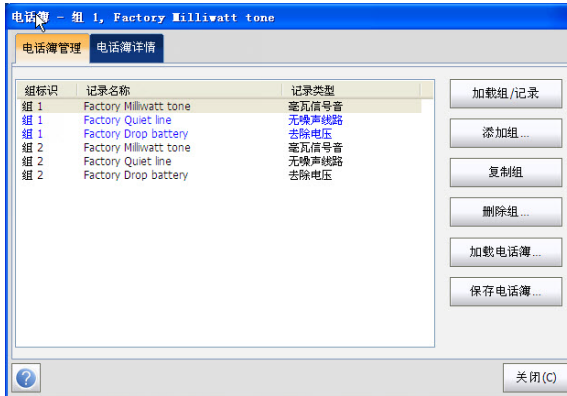 电话簿 - 组 1, Factory Milliwatt tone
电话簿管理 电话簿详情
组标识 记录名称 记录类型
组 1 Factory Milliwatt tone 毫瓦信号音
组 1 Factory Quiet line 无噪声线路
组 1 Factory Drop battery 去除电压
组 2 Factory Milliwatt tone 毫瓦信号音
组 2 Factory Quiet line 无噪声线路
组 2 Factory Drop battery 去除电压
加载组/记录
添加组...
复制组
删除组...
加载电话簿...
保存电话簿...
?
关闭(C)